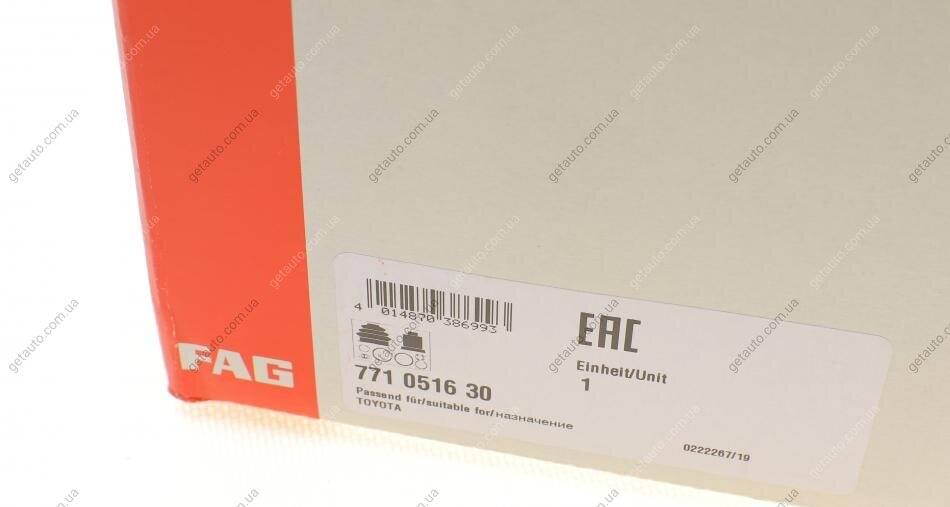 FAG
4 014870 386993
EAC
771 0516 30
Einheit/Unit
1
Passend für/suitable for/назначение
TOYOTA
0222267/19
getauto.com.ua